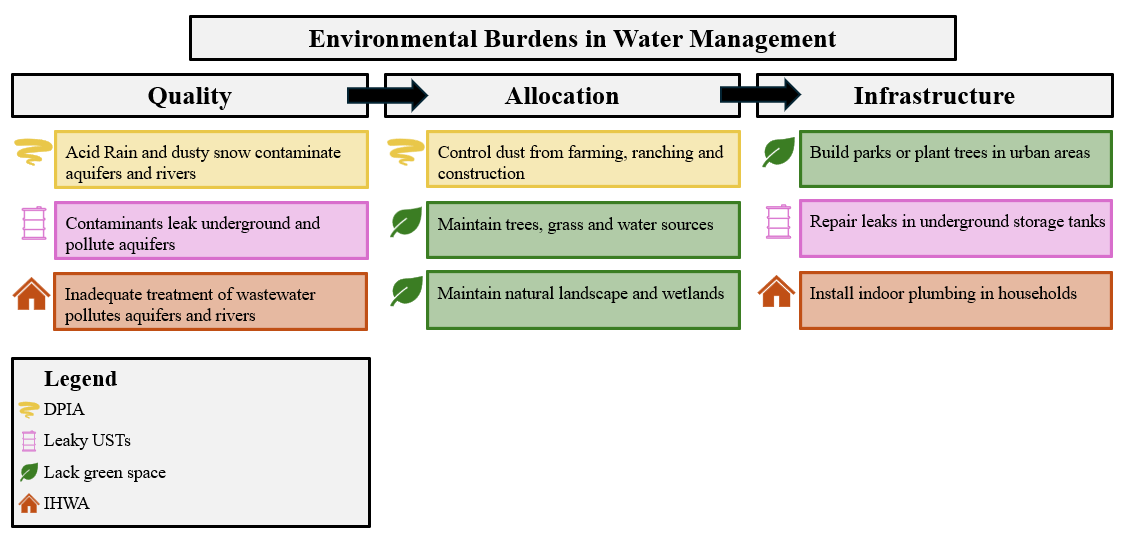 Environmental Burdens in Water Management
Quality
Allocation
Infrastructure
Acid Rain and dusty snow contaminate
aquifers and rivers
Control dust from farming, ranching and
construction
Build parks or plant trees in urban areas
Contaminants leak underground and
pollute aquifers
Maintain trees, grass and water sources
Repair leaks in underground storage tanks
Inadequate treatment of wastewater
pollutes aquifers and rivers
Maintain natural landscape and wetlands
Install indoor plumbing in households
Legend
DPIA
Leaky USTs
Lack green space
IHWA